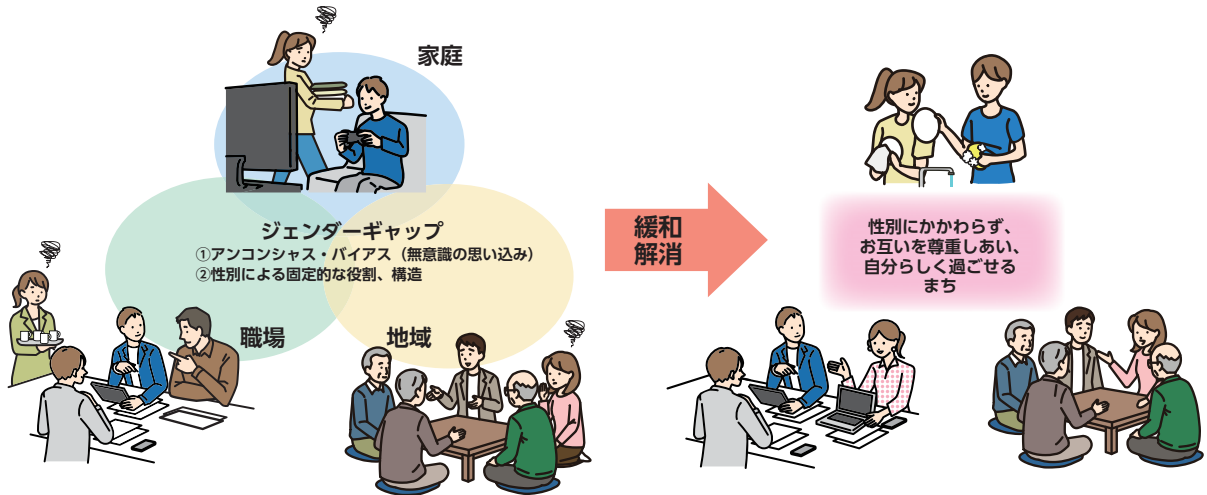 家庭
ジェンダーギャップ
①アンコンシャス・バイアス（無意識の思い込み）
②性別による固定的な役割、構造
職場
地域
緩和
解消
性別にかかわらず、
お互いを尊重しあい、
自分らしく過ごせる
まち